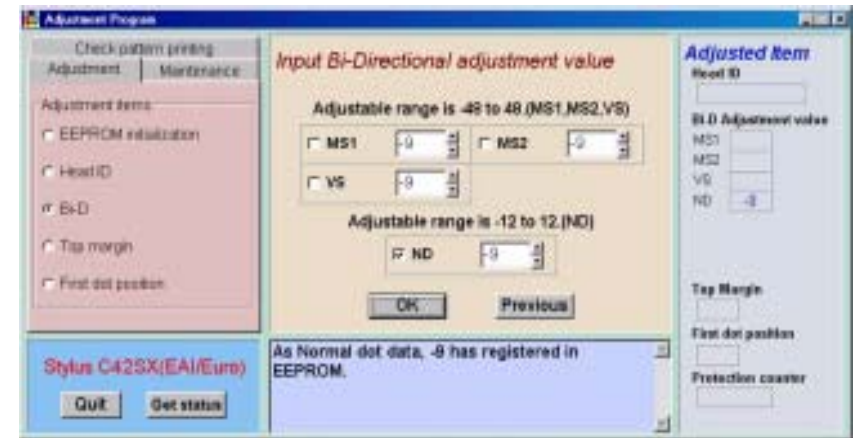 Adjustment Program
Check pattern printing
Adjustment
Maintenance
Adjustment items
EEPROM initialization
Head ID
Bi-D
Top margin
First dot position
Input Bi-Directional adjustment value
Adjustable range is -48 to 48.(MS1,MS2,VS)
MS1 -9
MS2 -9
VS -9
Adjustable range is -12 to 12.(ND)
ND -9
OK
Previous
Stylus C42SX(EAI/Euro)
Quit
Get status
As Normal dot data, -9 has registered in
EEPROM.
Adjusted Item
Head ID
Bi-D Adjustment value
MS1
MS2
VS
ND -9
Top Margin
First dot position
Protection counter